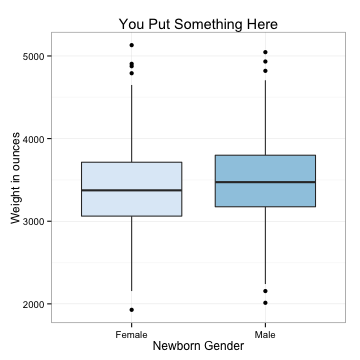 You Put Something Here
5000
4000
3000
2000
Weight in ounces
Female Male
Newborn Gender